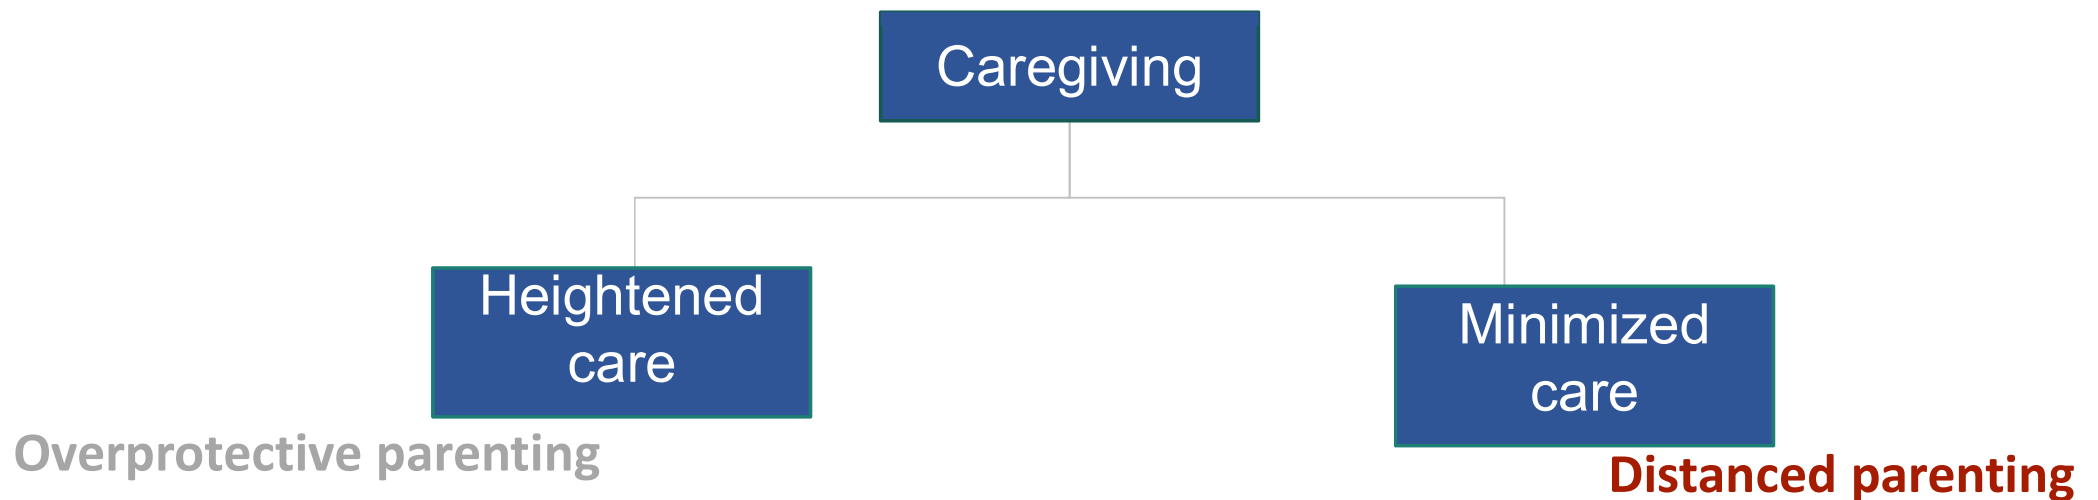 Caregiving
Heightened
care
Minimized
care
Overprotective parenting
Distanced parenting